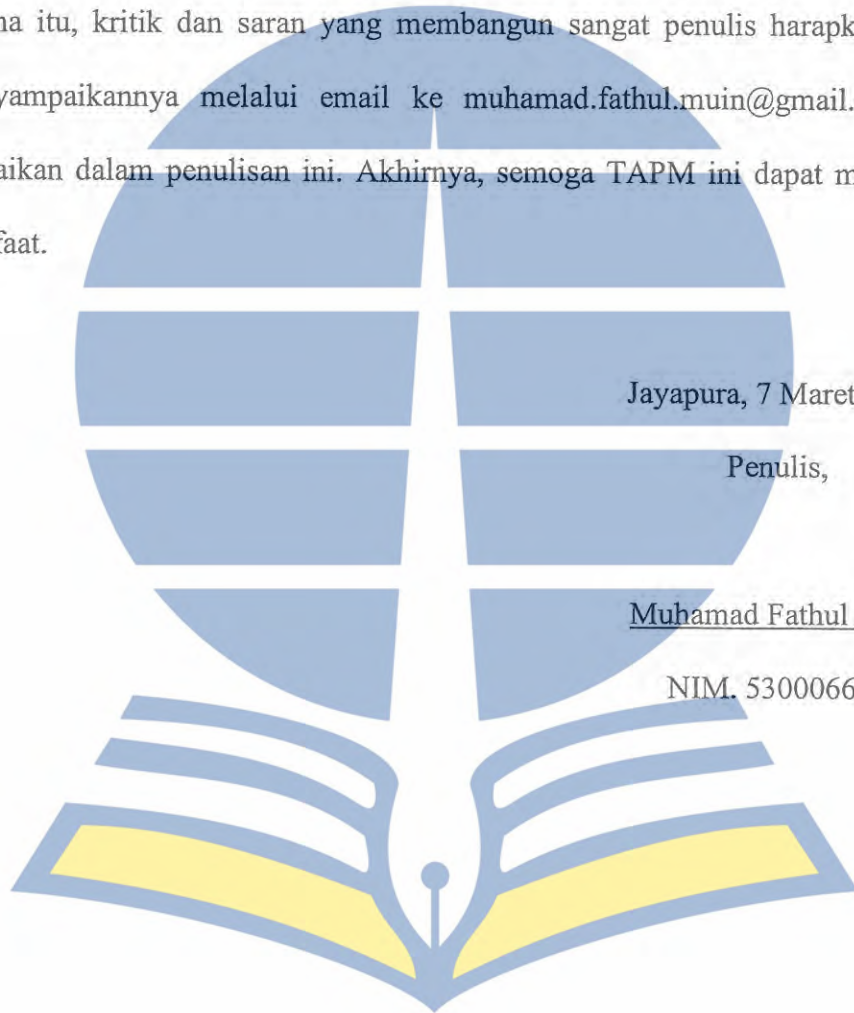 na itu, kritik dan saran yang membangun sangat penulis harapk
yampaikannya melalui email ke muhamad.fathul.muin@gmail.
aikan dalam penulisan ini. Akhirnya, semoga TAPM ini dapat m
faat.
Jayapura, 7 Maret
Penulis,
Muhamad Fathul
NIM. 5300066